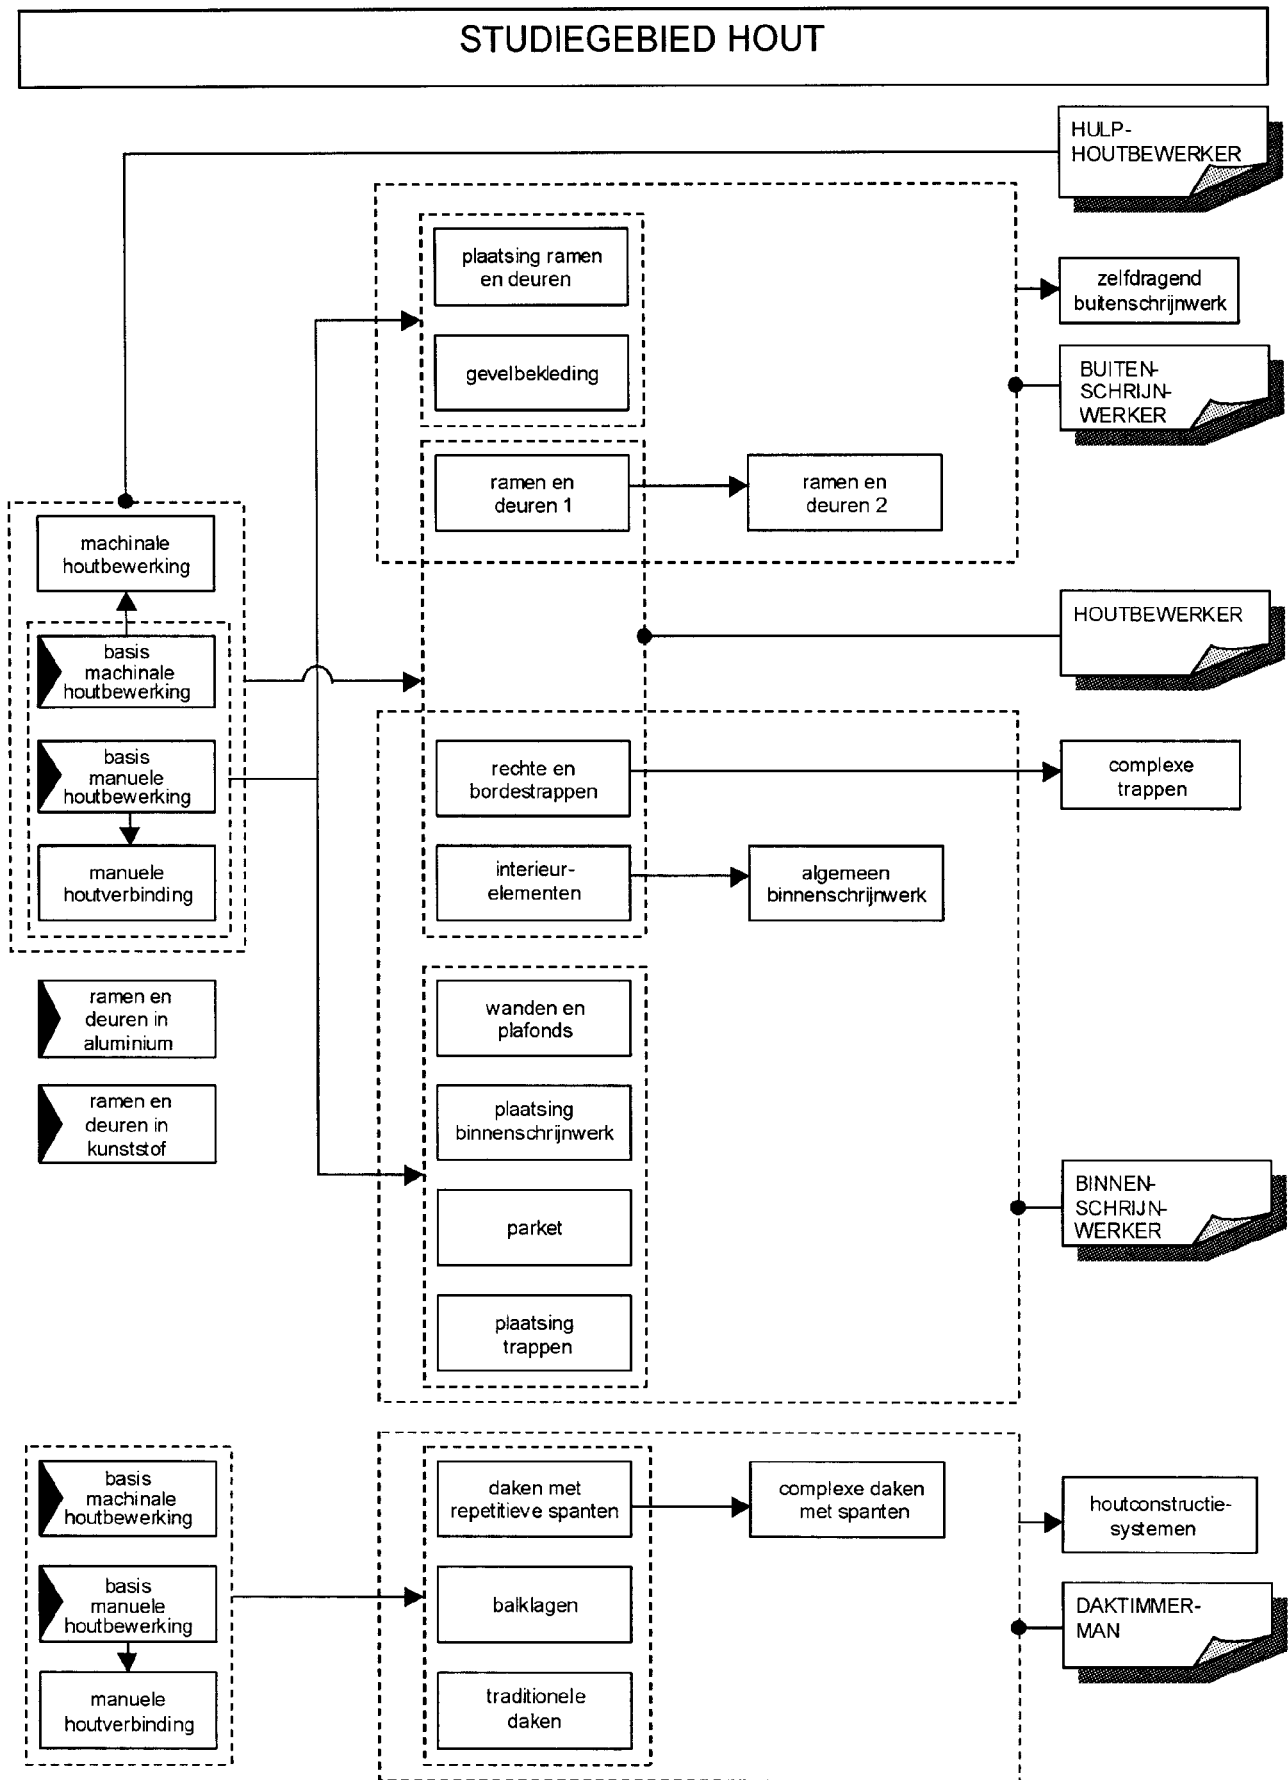 STUDIEGEBIED HOUT
HULP-
HOUTBEWERKER
plaatsing ramen
en deuren
zelfdragend
buitenschrijnwerk
gevelbekleding
BUITEN-
SCHRIJN-
WERKER
ramen en
deuren 1
ramen en
deuren 2
machinale
houtbewerking
HOUTBEWERKER
basis
machinale
houtbewerking
basis
manuele
houtbewerking
rechte en
bordestrappen
complexe
trappen
manuele
houtverbinding
interieur-
elementen
algemeen
binnenschrijnwerk
ramen en
deuren in
aluminium
wanden en
plafonds
ramen en
deuren in
kunststof
plaatsing
binnenschrijnwerk
parket
BINNEN-
SCHRIJN-
WERKER
plaatsing
trappen
basis
machinale
houtbewerking
daken met
repetitieve spanten
complexe daken
met spanten
houtconstructie-
systemen
basis
manuele
houtbewerking
balklagen
DAKTIMMER-
MAN
manuele
houtverbinding
traditionele
daken